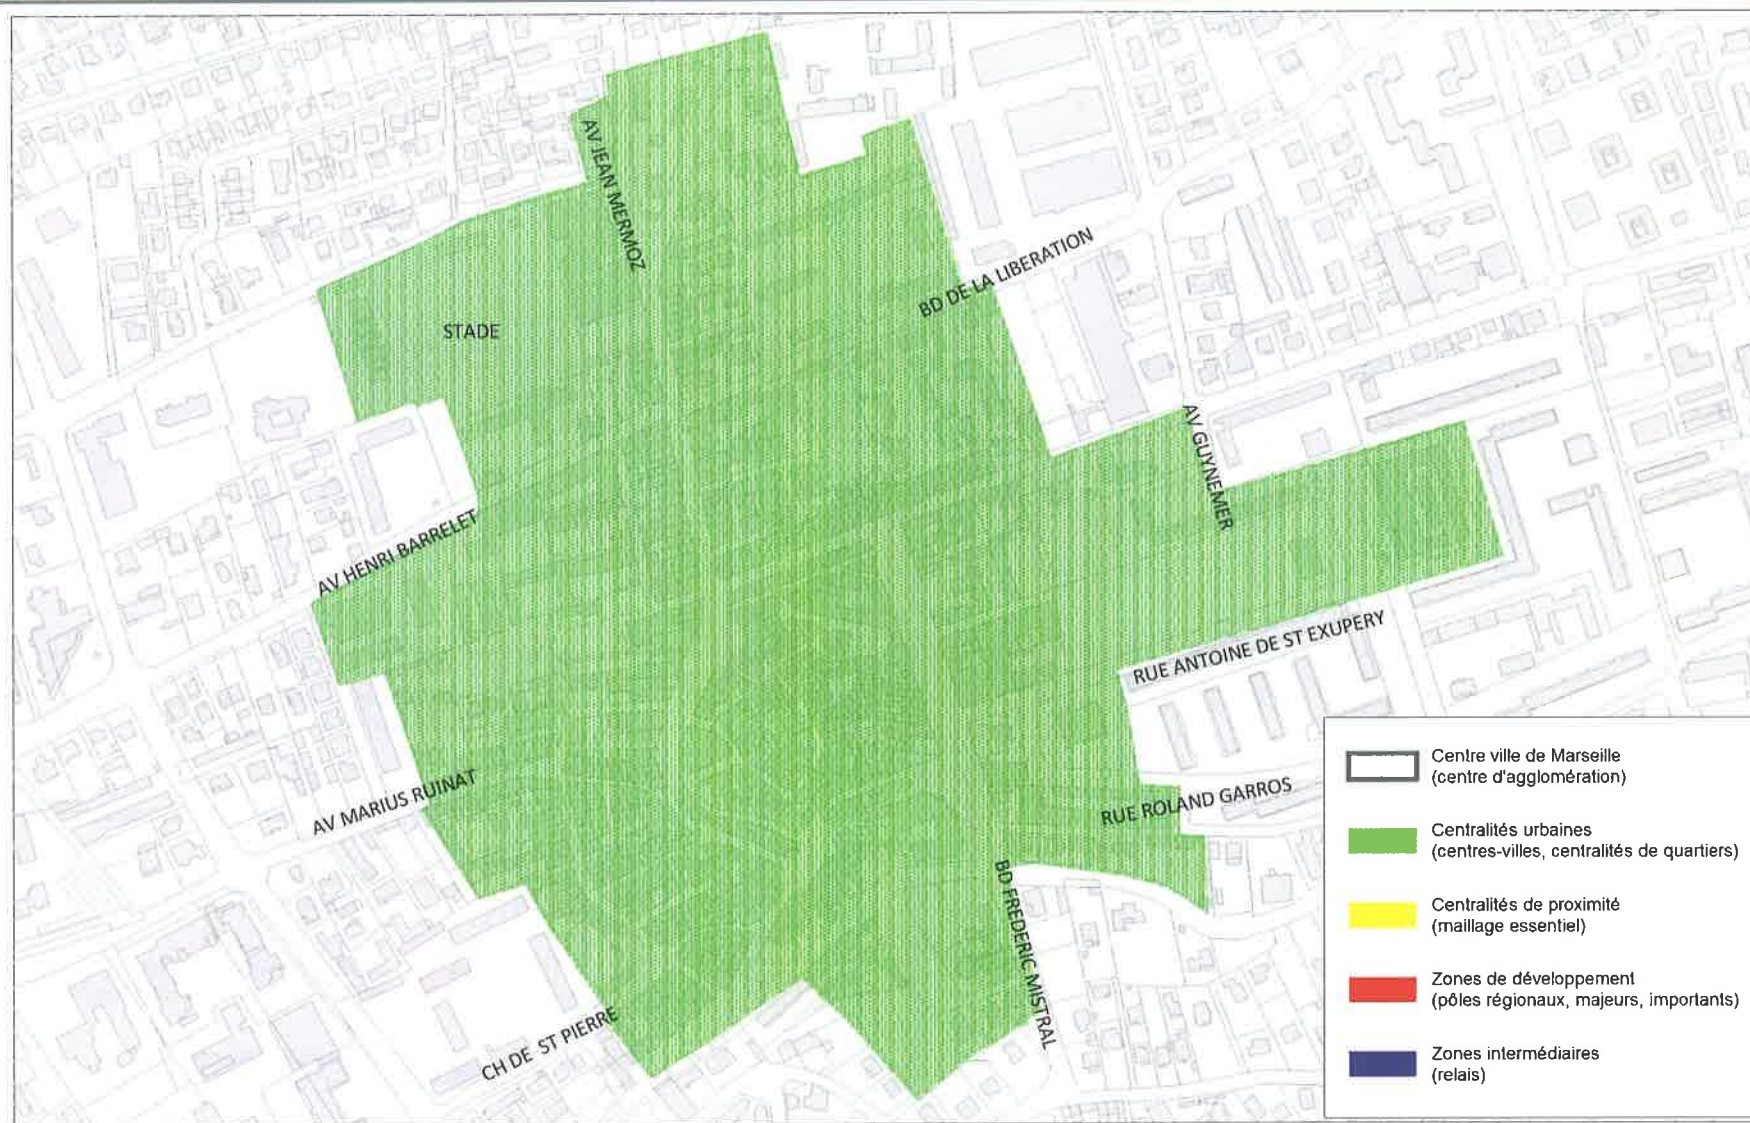 AV JEAN MERMOZ
BD DE LA LIBERATION
STADE
AV GUYNEMER
AV HENRI BARRELET
RUE ANTOINE DE ST EXUPERY
AV MARIUS RUINAT
RUE ROLAND GARROS
BD FREDERIC MISTRAL
CH DE ST PIERRE
Centre ville de Marseille
(centre d'agglomération)
Centralités urbaines
(centres-villes, centralités de quartiers)
Centralités de proximité
(maillage essentiel)
Zones de développement
(pôles régionaux, majeurs, importants)
Zones intermédiaires
(relais)